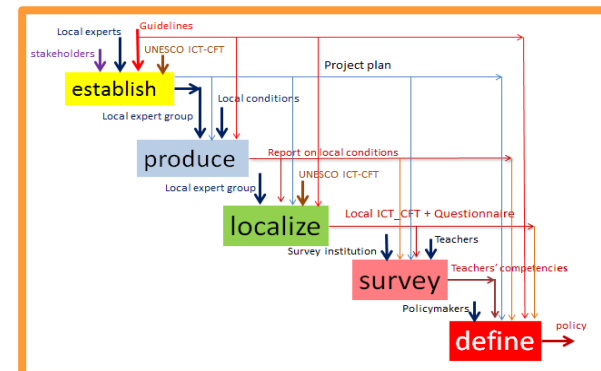 Guidelines
Local experts
stakeholders
UNESCO ICT-CFT
Project plan
establish
Local conditions
Local expert group
produce
Report on local conditions
Local expert group
UNESCO ICT-CFT
localize
Local ICT_CFT + Questionnaire
Teachers
Survey institution
survey
Teachers' competencies
Policymakers
policy
define